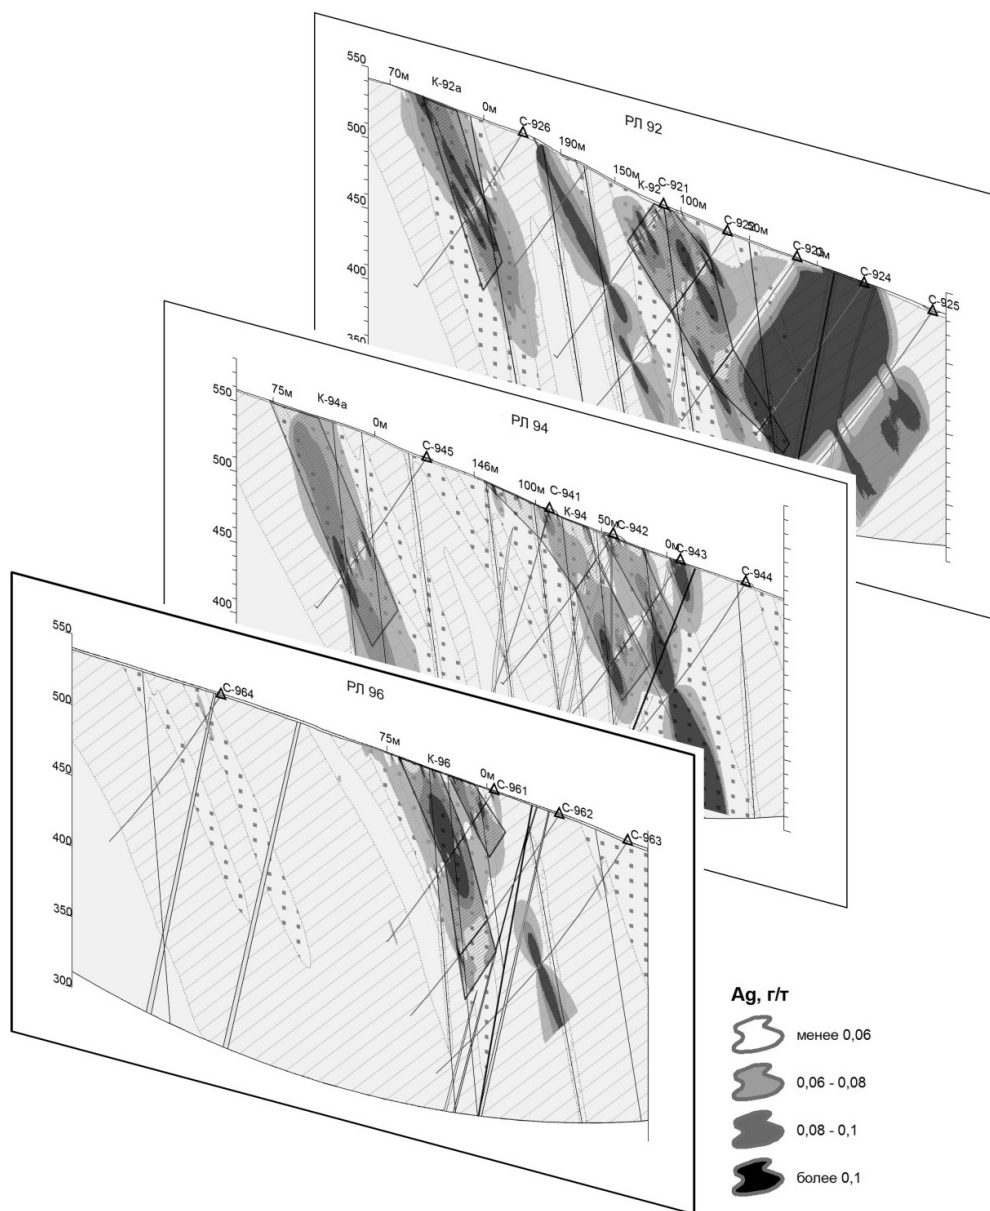 РЛ 92
550
500
450
400
350
70м
К-92а
0м
С-926
190м
150м
К-92
С-921
100м
С-922
50м
С-923
0м
С-924
С-925
РЛ 94
550
500
450
400
75м
К-94а
0м
С-945
146м
100м
С-941
К-94
50м
С-942
0м
С-943
С-944
РЛ 96
550
500
450
400
350
300
С-964
75м
К-96
0м
С-961
С-962
С-963
Ag, г/т
менее 0,06
0,06 - 0,08
0,08 - 0,1
более 0,1